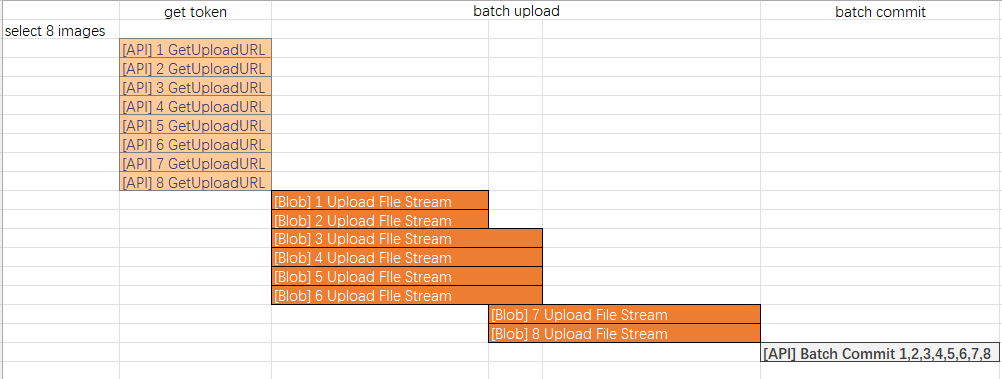 get token batch upload batch commit
select 8 images
[API] 1 GetUploadURL
[API] 2 GetUploadURL
[API] 3 GetUploadURL
[API] 4 GetUploadURL
[API] 5 GetUploadURL
[API] 6 GetUploadURL
[API] 7 GetUploadURL
[API] 8 GetUploadURL
[Blob] 1 Upload FIle Stream
[Blob] 2 Upload FIle Stream
[Blob] 3 Upload FIle Stream
[Blob] 4 Upload FIle Stream
[Blob] 5 Upload FIle Stream
[Blob] 6 Upload FIle Stream
[Blob] 7 Upload File Stream
[Blob] 8 Upload FIle Stream
[API] Batch Commit 1,2,3,4,5,6,7,8